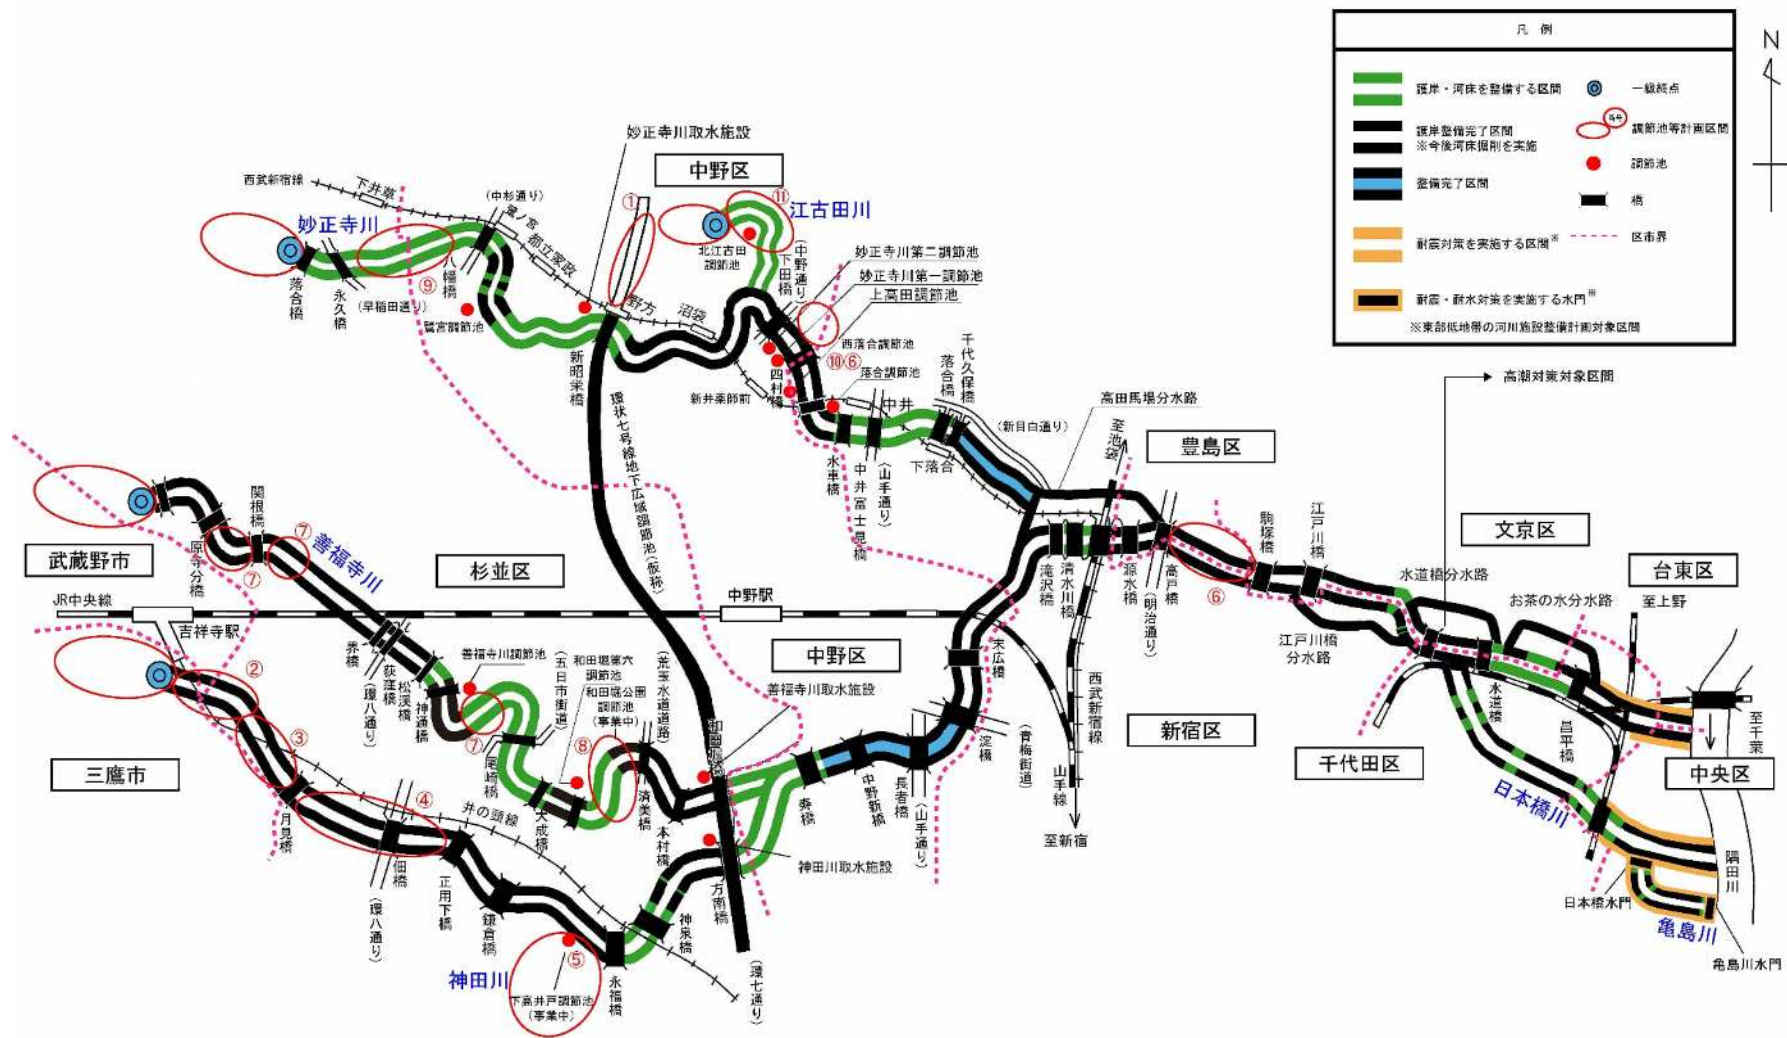 凡 例
護岸・河床を整備する区間
護岸整備完了区間
※今後河床掘削を実施
整備完了区間
耐震対策を実施する区間※
耐震・耐水対策を実施する水門※
※東部低地帯の河川施設整備計画対象区間
一級終点
番号
調節池等計画区間
調節池
橋
区市界
N
高潮対策対象区間
妙正寺川取水施設
中野区
西武新宿線
下井草
(中杉通り)
鷺ノ宮
都立家政
妙正寺川
①
⑪
江古田川
北江古田
調節池
(中野通り)
下田橋
妙正寺川第二調節池
妙正寺川第一調節池
上高田調節池
落合橋
永久橋
(早稲田通り)
⑨
八幡橋
鷺宮調節池
野方
沼袋
新昭栄橋
環状七号線地下広域調節池(仮称)
新井薬師前
四村橋
西落合調節池
⑩⑥
落合調節池
中井
落合橋
千代久保橋
(新目白通り)
下落合
高田馬場分水路
至池袋
豊島区
水車橋
中井富士見橋
(山手通り)
滝沢橋
清水川橋
源水橋
(明治通り)
高戸橋
⑥
駒塚橋
江戸川橋
文京区
台東区
水道橋分水路
お茶の水分水路
至上野
江戸川橋
分水路
関根橋
⑦
原寺分橋
⑦
善福寺川
武蔵野市
杉並区
JR中央線
吉祥寺駅
中野駅
中野区
末広橋
界橋
荻窪橋
(環八通り)
松渓橋
神通橋
善福寺川調節池
(五日市街道)
和田堀第六
調節池
和田堀公園
調節池
(事業中)
(荒玉水道道路)
善福寺川取水施設
②
③
⑦
尾崎橋
⑧
大成橋
済美橋
本村橋
三鷹市
月見橋
④
井の頭線
佃橋
(環八通り)
正用下橋
鎌倉橋
神田川
⑤
下高井戸調節池
(事業中)
永福橋
神泉橋
方南橋
神田川取水施設
(環七通り)
中野新橋
長者橋
(山手通り)
淀橋
(青梅街道)
西武新宿線
山手線
至新宿
新宿区
千代田区
水道橋
昌平橋
至千葉
中央区
日本橋川
日本橋水門
隅田川
亀島川
亀島川水門